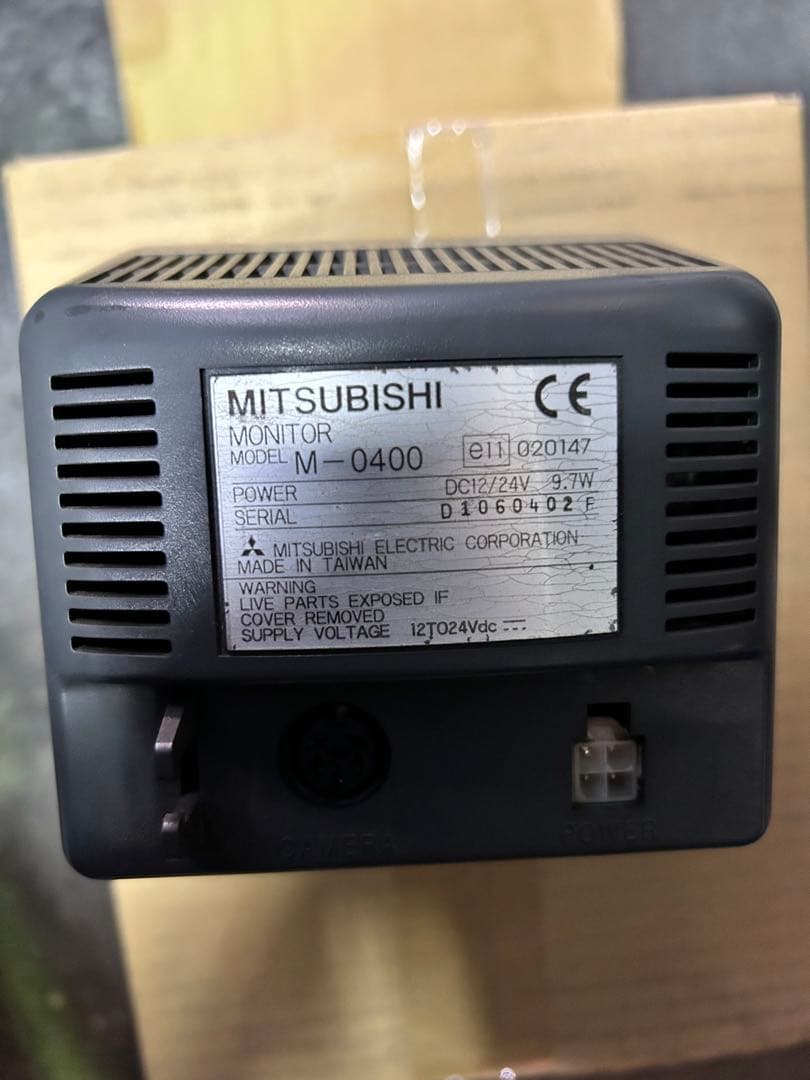 MITSUBISHI CE
MONITOR
MODEL M-0400 e11 020147
POWER DC12/24V 9.7W
SERIAL D1060402F
MITSUBISHI ELECTRIC CORPORATION
MADE IN TAIWAN
WARNING
LIVE PARTS EXPOSED IF
COVER REMOVED
SUPPLY VOLTAGE 12TO24Vdc
CAMERA POWER